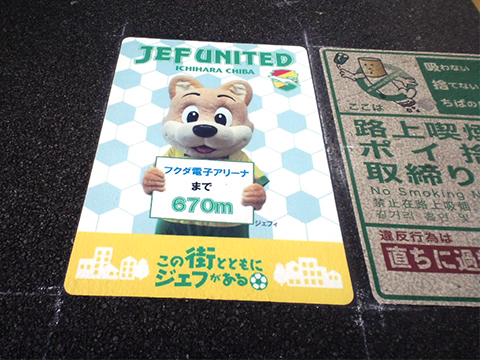 JEF UNITED
ICHIHARA CHIBA
フクダ電子アリーナ
まで
670m
ジェフィ
この街とともに
ジェフがある
吸わない
捨てない
ちばの
ここは
路上喫煙
ポイ捨
取締り
No Smoking
禁止在路上吸
違反行為は
直ちに過